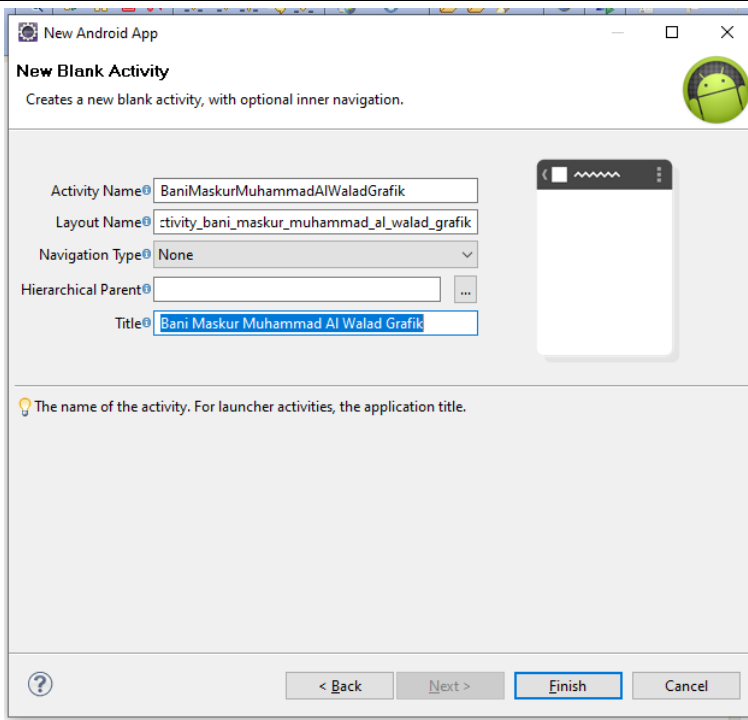 New Android App
New Blank Activity
Creates a new blank activity, with optional inner navigation.
Activity Name BaniMaskurMuhammadAlWaladGrafik
Layout Name ctivity_bani_maskur_muhammad_al_walad_grafik
Navigation Type None
Hierarchical Parent ...
Title Bani Maskur Muhammad Al Walad Grafik
The name of the activity. For launcher activities, the application title.
< Back Next > Finish Cancel